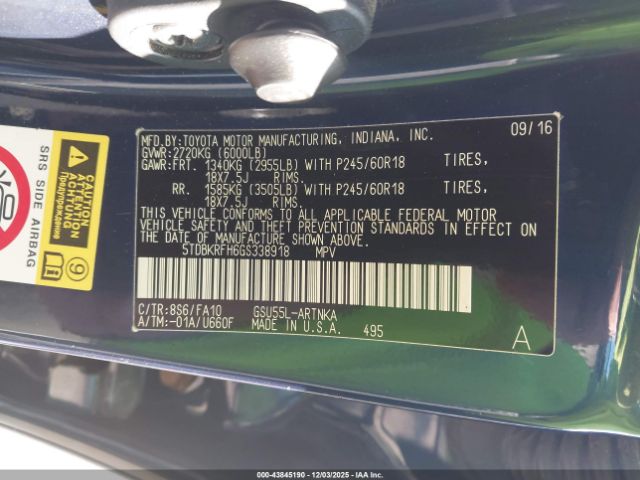 MFD.BY:TOYOTA MOTOR MANUFACTURING, INDIANA, INC. 09/16
GVWR:2720KG (6000LB)
GAWR:FRT. 1340KG (2955LB) WITH P245/60R18 TIRES,
18X7.5J RIMS.
RR. 1585KG (3505LB) WITH P245/60R18 TIRES,
18X7.5J RIMS.
THIS VEHICLE CONFORMS TO ALL APPLICABLE FEDERAL MOTOR
VEHICLE SAFETY AND THEFT PREVENTION STANDARDS IN EFFECT ON
THE DATE OF MANUFACTURE SHOWN ABOVE.
5TDBKRFH6GS338918 MPV
C/TR:8S6/FA10 GSU55L-ARTNKA
A/TM:-01A/U660F MADE IN U.S.A. 495 A
SRS SIDE AIRBAG
ATTENTION
ACHTUNG
Предупреждение
9
000-43845190 - 12/03/2025 - IAA